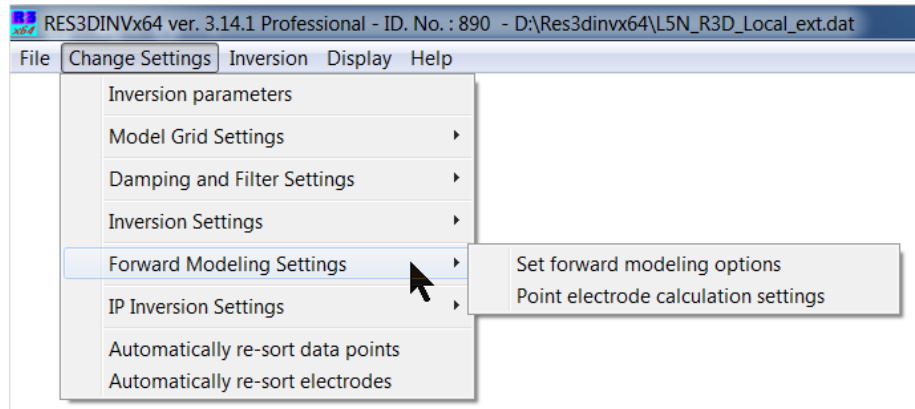 R3 x64 RES3DINVx64 ver. 3.14.1 Professional - ID. No. : 890 - D:\Res3dinvx64\L5N_R3D_Local_ext.dat
File Change Settings Inversion Display Help
Inversion parameters
Model Grid Settings
Damping and Filter Settings
Inversion Settings
Forward Modeling Settings
Set forward modeling options
Point electrode calculation settings
IP Inversion Settings
Automatically re-sort data points
Automatically re-sort electrodes